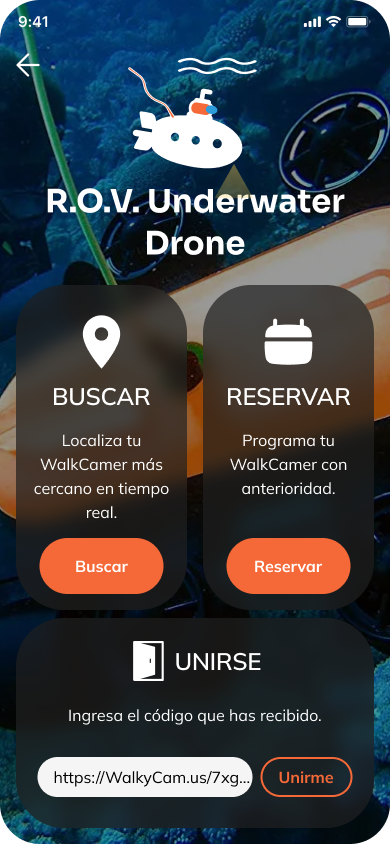 9:41
R.O.V. Underwater
Drone
BUSCAR
Localiza tu
WalkCamer más
cercano en tiempo
real.
Buscar
RESERVAR
Programa tu
WalkCamer con
anterioridad.
Reservar
UNIRSE
Ingresa el código que has recibido.
https://WalkyCam.us/7xg...
Unirme